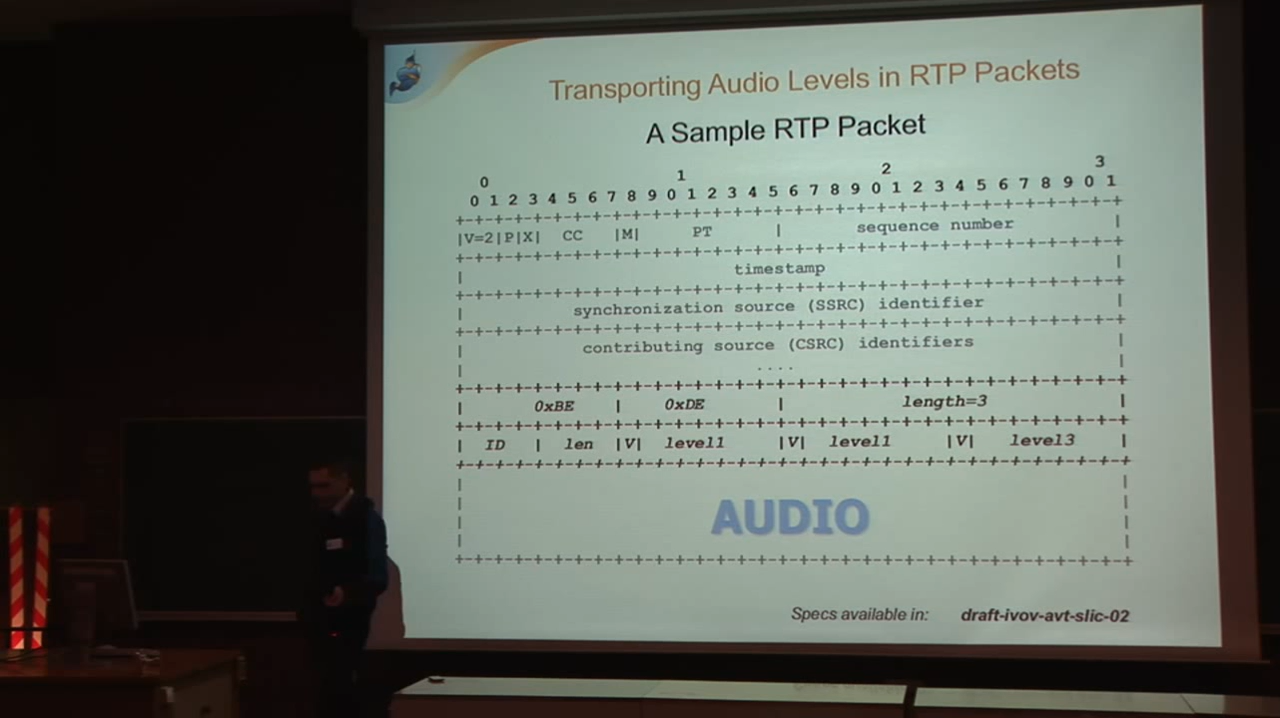 Transporting Audio Levels in RTP Packets
A Sample RTP Packet
0 1 2 3
0 1 2 3 4 5 6 7 8 9 0 1 2 3 4 5 6 7 8 9 0 1 2 3 4 5 6 7 8 9 0 1
+-+-+-+-+-+-+-+-+-+-+-+-+-+-+-+-+-+-+-+-+-+-+-+-+-+-+-+-+-+-+-+-+
|V=2|P|X| CC |M| PT | sequence number |
+-+-+-+-+-+-+-+-+-+-+-+-+-+-+-+-+-+-+-+-+-+-+-+-+-+-+-+-+-+-+-+-+
| timestamp |
+-+-+-+-+-+-+-+-+-+-+-+-+-+-+-+-+-+-+-+-+-+-+-+-+-+-+-+-+-+-+-+-+
| synchronization source (SSRC) identifier |
+-+-+-+-+-+-+-+-+-+-+-+-+-+-+-+-+-+-+-+-+-+-+-+-+-+-+-+-+-+-+-+-+
| contributing source (CSRC) identifiers |
| .... |
+-+-+-+-+-+-+-+-+-+-+-+-+-+-+-+-+-+-+-+-+-+-+-+-+-+-+-+-+-+-+-+-+
| 0xBE | 0xDE | length=3 |
+-+-+-+-+-+-+-+-+-+-+-+-+-+-+-+-+-+-+-+-+-+-+-+-+-+-+-+-+-+-+-+-+
| ID | len |V| level1 |V| level1 |V| level3 |
+-+-+-+-+-+-+-+-+-+-+-+-+-+-+-+-+-+-+-+-+-+-+-+-+-+-+-+-+-+-+-+-+
| |
| AUDIO |
| |
+-+-+-+-+-+-+-+-+-+-+-+-+-+-+-+-+-+-+-+-+-+-+-+-+-+-+-+-+-+-+-+-+
Specs available in: draft-ivov-avt-slic-02